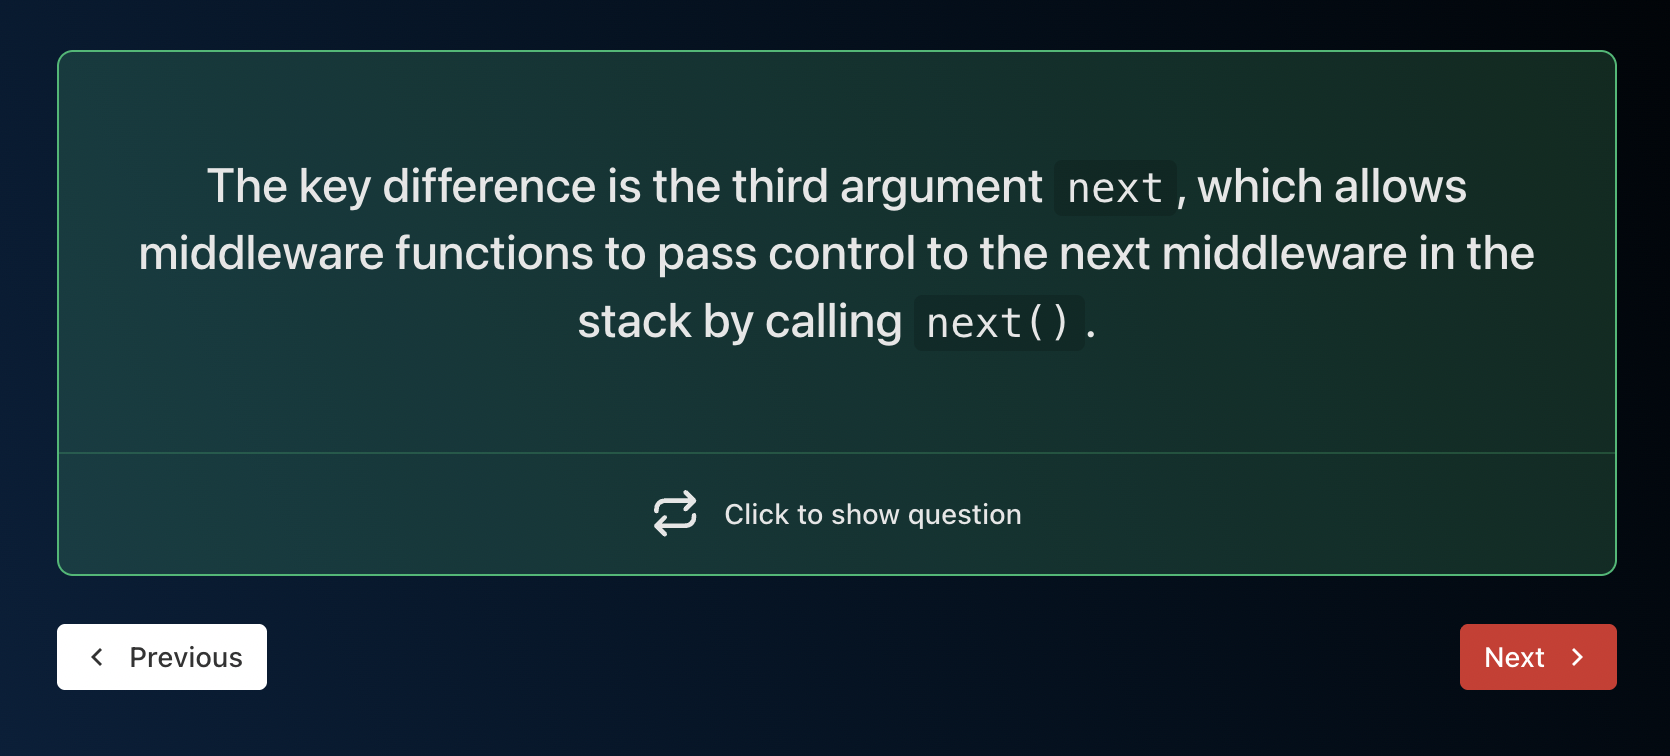 The key difference is the third argument next, which allows
middleware functions to pass control to the next middleware in the
stack by calling next().
Click to show question
Previous
Next